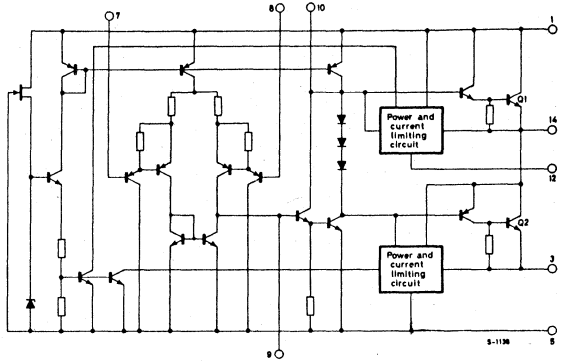 7
8
10
1
Q1
Power and
current
limiting
circuit
14
12
Q2
Power and
current
limiting
circuit
3
5
S-1138
9